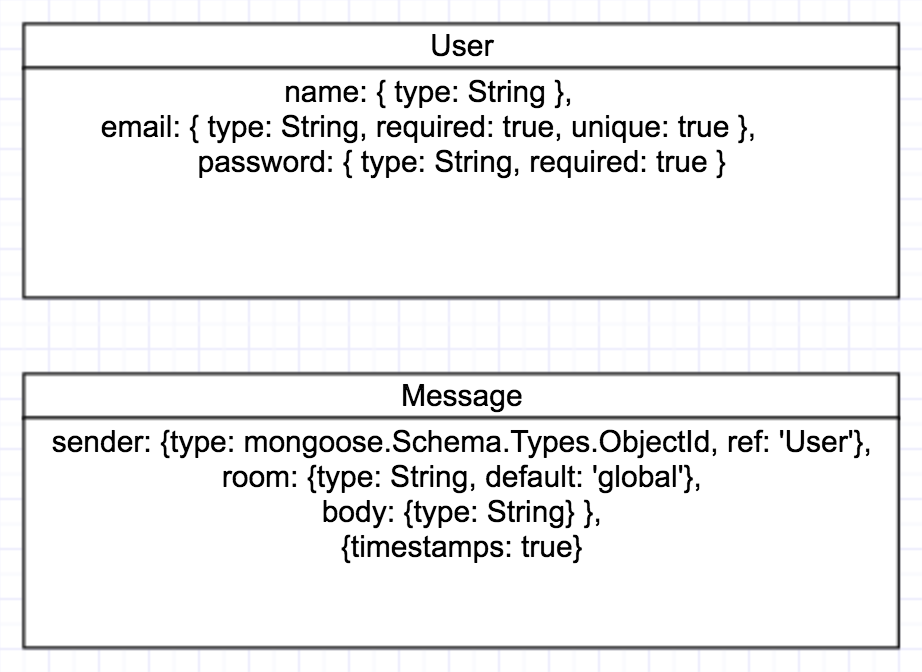 User
name: { type: String },
email: { type: String, required: true, unique: true },
password: { type: String, required: true }
Message
sender: {type: mongoose.Schema.Types.ObjectId, ref: 'User'},
room: {type: String, default: 'global'},
body: {type: String} },
{timestamps: true}